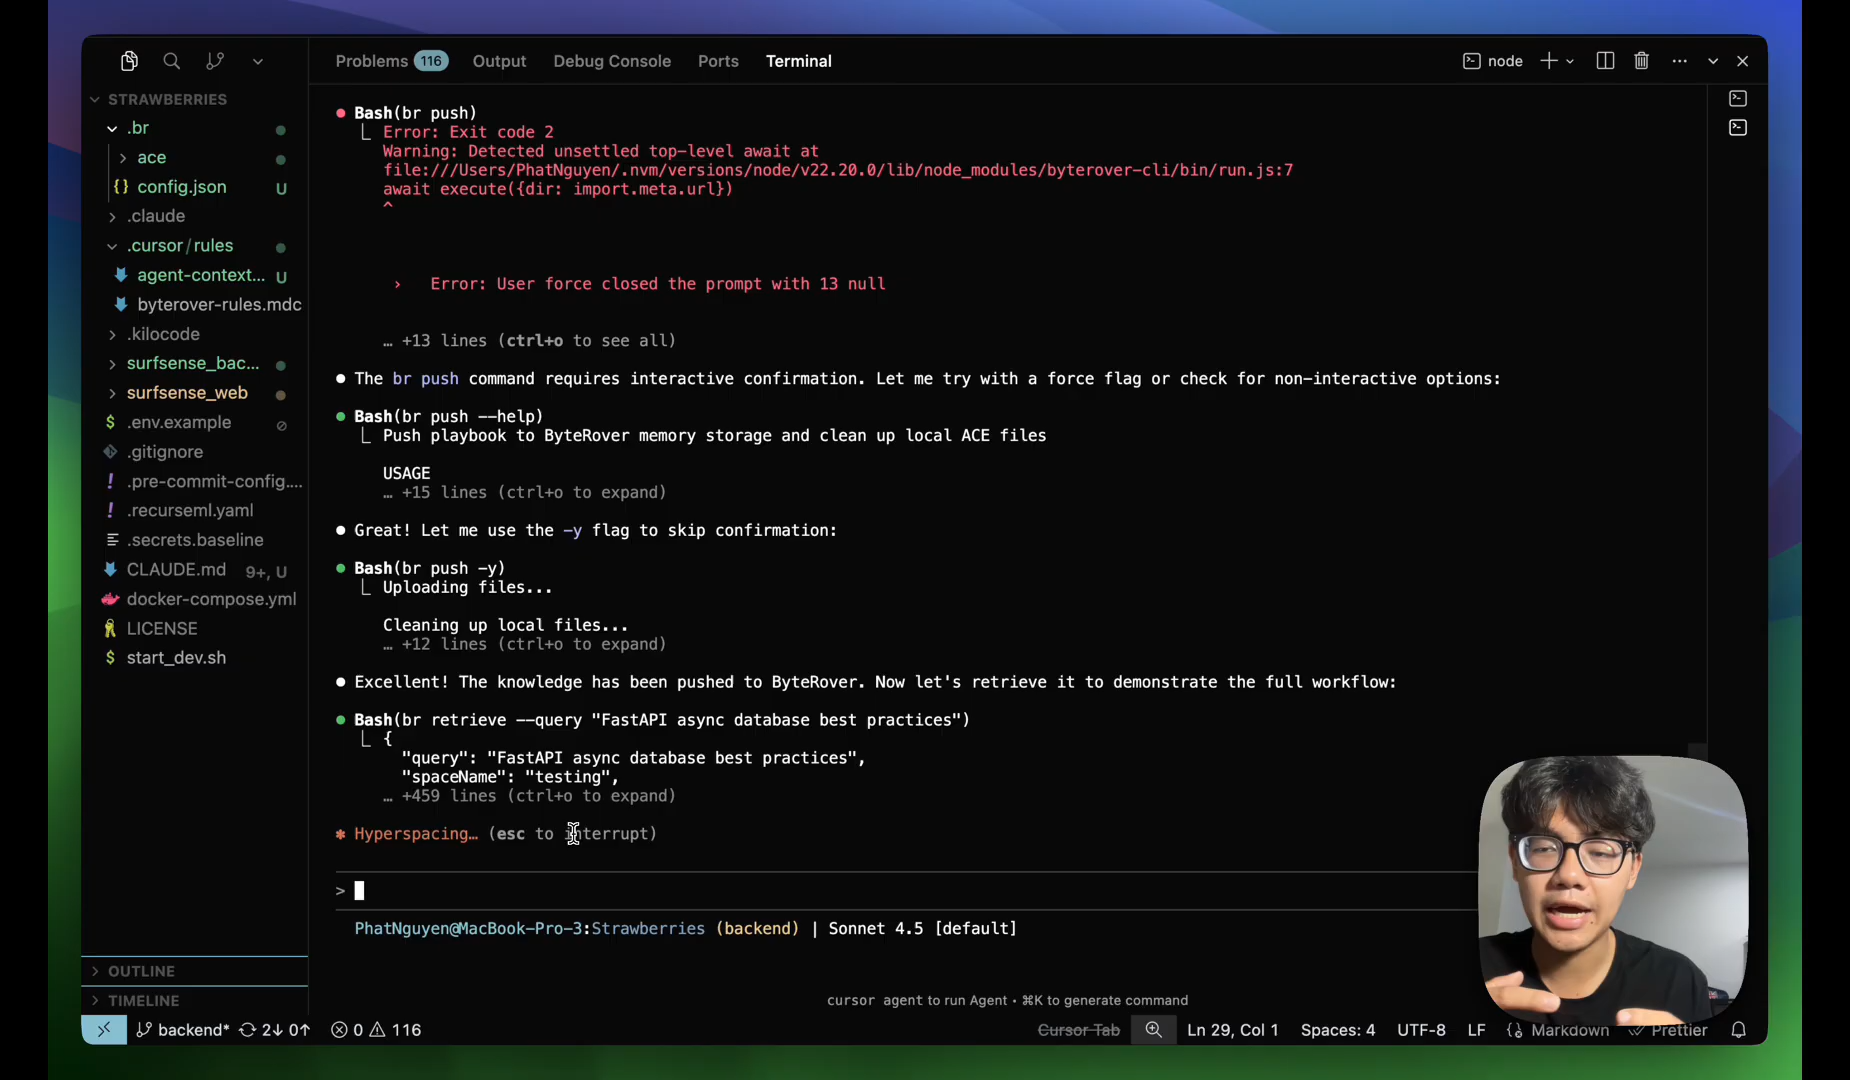 Problems 116 Output Debug Console Ports Terminal
node
STRAWBERRIES
.br
ace
config.json U
.claude
.cursor/rules
agent-context... U
byterover-rules.mdc
.kilocode
surfsense_bac...
surfsense_web
.env.example
.gitignore
.pre-commit-config....
.recurseml.yaml
.secrets.baseline
CLAUDE.md 9+, U
docker-compose.yml
LICENSE
start_dev.sh
OUTLINE
TIMELINE
Bash(br push)
Error: Exit code 2
Warning: Detected unsettled top-level await at
file:///Users/PhatNguyen/.nvm/versions/node/v22.20.0/lib/node_modules/byterover-cli/bin/run.js:7
await execute({dir: import.meta.url})
^
› Error: User force closed the prompt with 13 null
… +13 lines (ctrl+o to see all)
The br push command requires interactive confirmation. Let me try with a force flag or check for non-interactive options:
Bash(br push --help)
Push playbook to ByteRover memory storage and clean up local ACE files
USAGE
… +15 lines (ctrl+o to expand)
Great! Let me use the -y flag to skip confirmation:
Bash(br push -y)
Uploading files...
Cleaning up local files...
… +12 lines (ctrl+o to expand)
Excellent! The knowledge has been pushed to ByteRover. Now let's retrieve it to demonstrate the full workflow:
Bash(br retrieve --query "FastAPI async database best practices")
{
"query": "FastAPI async database best practices",
"spaceName": "testing",
… +459 lines (ctrl+o to expand)
✱ Hyperspacing… (esc to interrupt)
>
PhatNguyen@MacBook-Pro-3:Strawberries (backend) | Sonnet 4.5 [default]
cursor agent to run Agent • ⌘K to generate command
backend* 2↓ 0↑ 0 116 Cursor Tab Ln 29, Col 1 Spaces: 4 UTF-8 LF Markdown Prettier